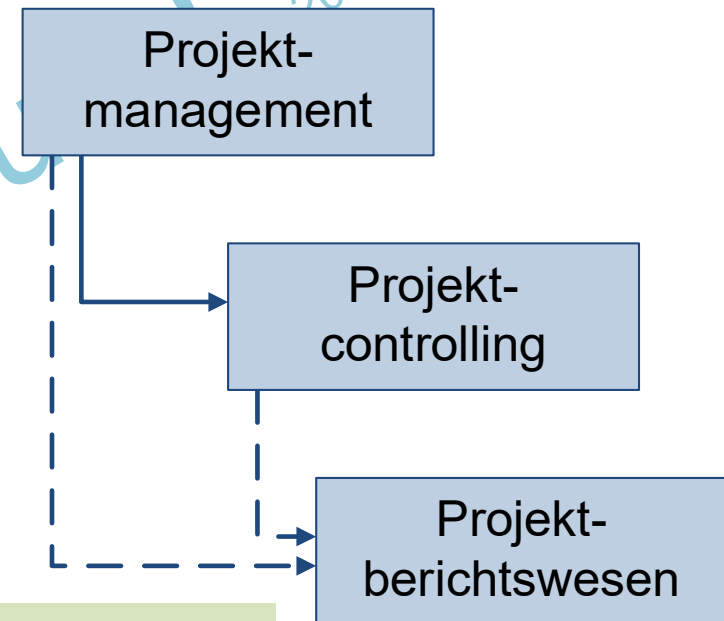 Projekt-
management
Projekt-
controlling
Projekt-
berichtswesen